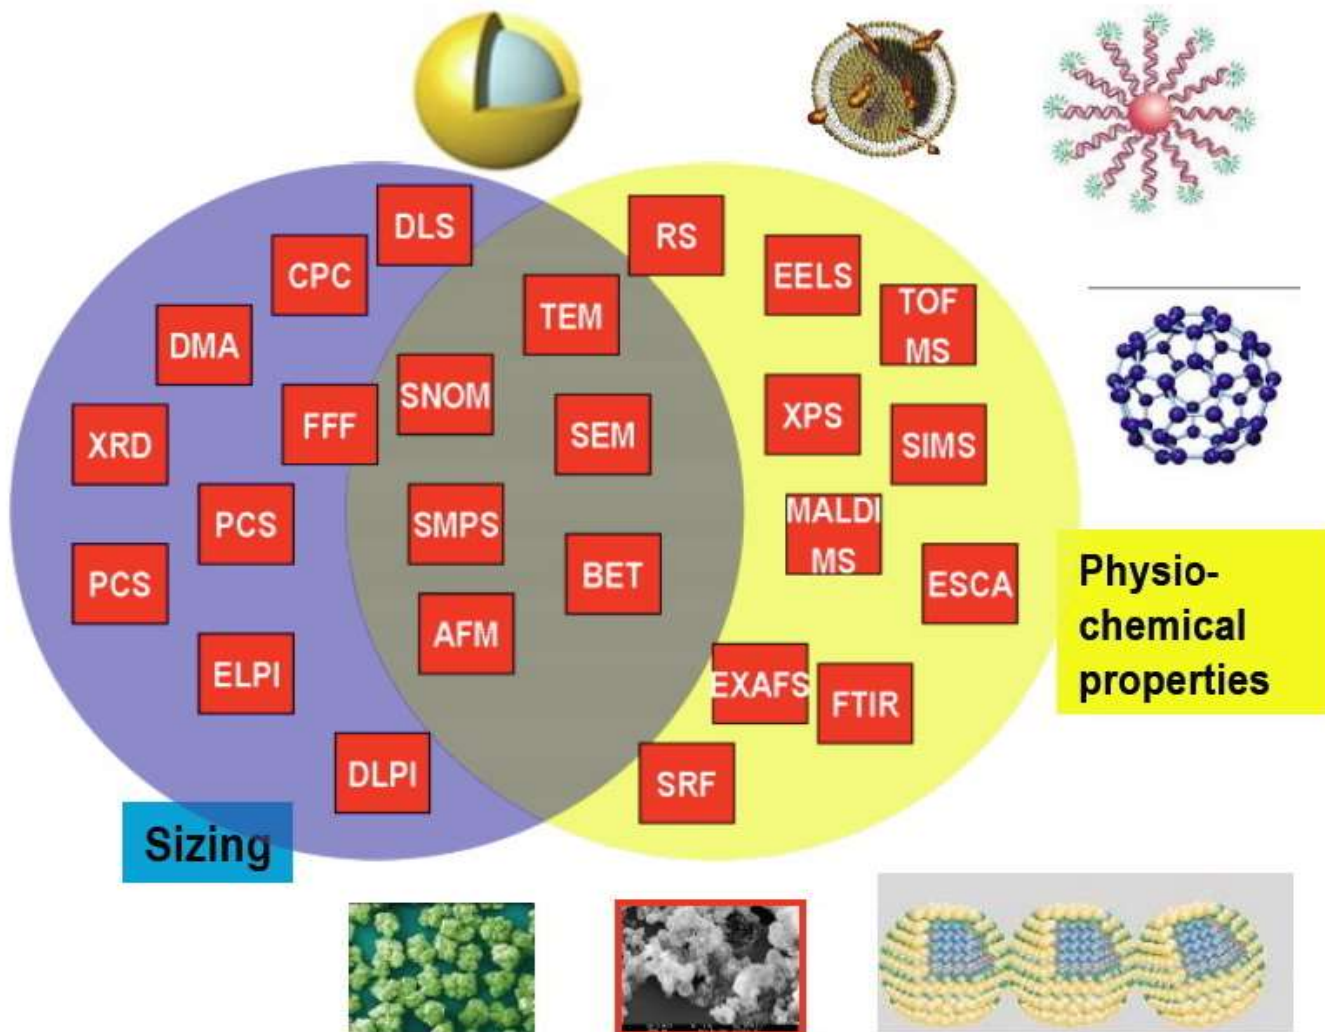 DLS
RS
CPC
EELS
TEM
TOF
MS
DMA
SNOM
XPS
FFF
SEM
XRD
SIMS
PCS
SMPS
MALDI
MS
BET
PCS
ESCA
Physio-
chemical
properties
AFM
ELPI
EXAFS
FTIR
DLPI
SRF
Sizing